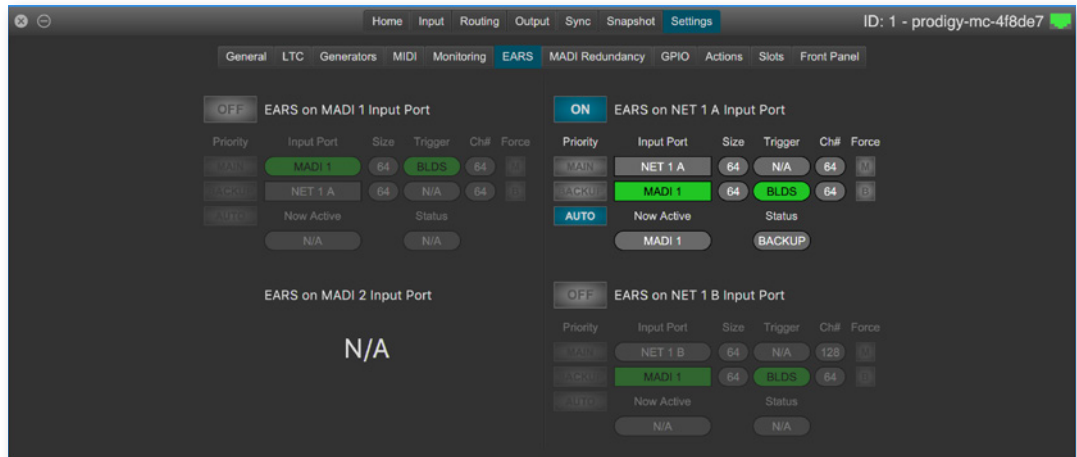 Home Input Routing Output Sync Snapshot Settings ID: 1 - prodigy-mc-4f8de7
General LTC Generators MIDI Monitoring EARS MADI Redundancy GPIO Actions Slots Front Panel
OFF EARS on MADI 1 Input Port
Priority Input Port Size Trigger Ch# Force
MAIN MADI 1 64 BLDS 64 M
BACKUP NET 1 A 64 N/A 64 B
AUTO Now Active Status
N/A N/A
ON EARS on NET 1 A Input Port
Priority Input Port Size Trigger Ch# Force
MAIN NET 1 A 64 N/A 64 M
BACKUP MADI 1 64 BLDS 64 B
AUTO Now Active Status
MADI 1 BACKUP
EARS on MADI 2 Input Port
N/A
OFF EARS on NET 1 B Input Port
Priority Input Port Size Trigger Ch# Force
MAIN NET 1 B 64 N/A 128 M
BACKUP MADI 1 64 BLDS 64 B
AUTO Now Active Status
N/A N/A